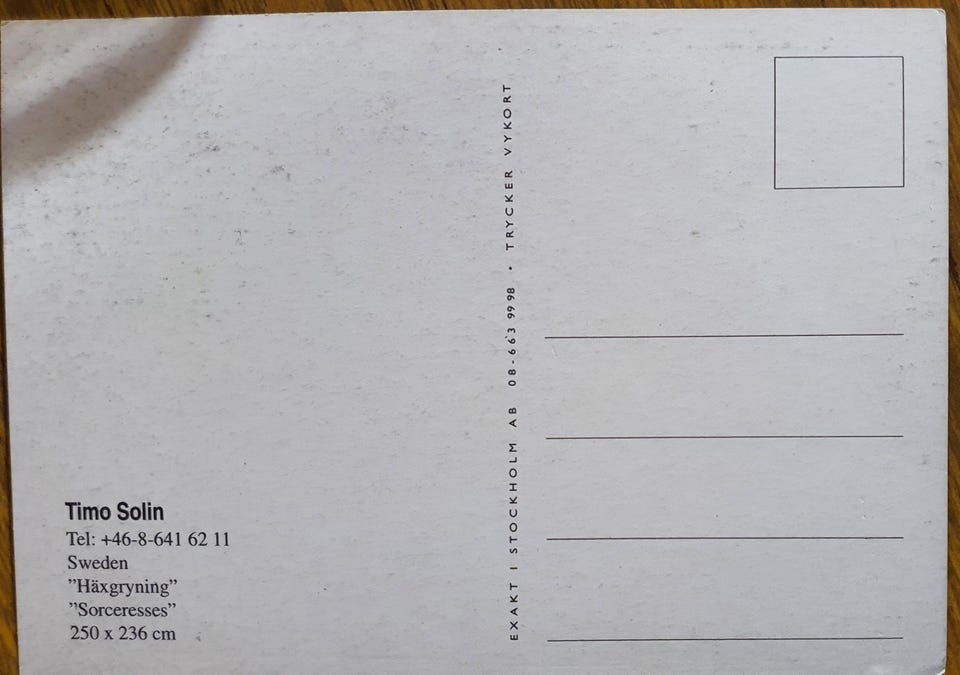 Timo Solin
Tel: +46-8-641 62 11
Sweden
”Häxgryning”
”Sorceresses”
250 x 236 cm
EXAKT I STOCKHOLM AB 08-663 99 98 • TRYCKER VYKORT